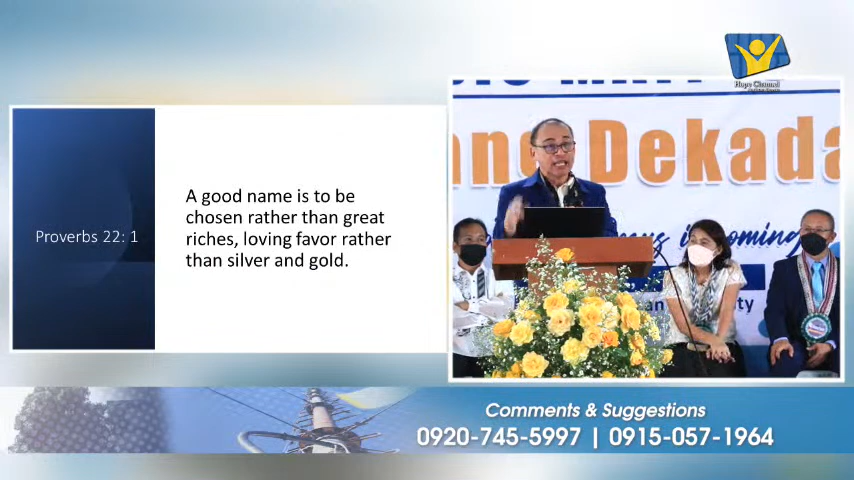 Hope Channel
Proverbs 22: 1
A good name is to be
chosen rather than great
riches, loving favor rather
than silver and gold.
Dekada
Comments & Suggestions
0920-745-5997 | 0915-057-1964